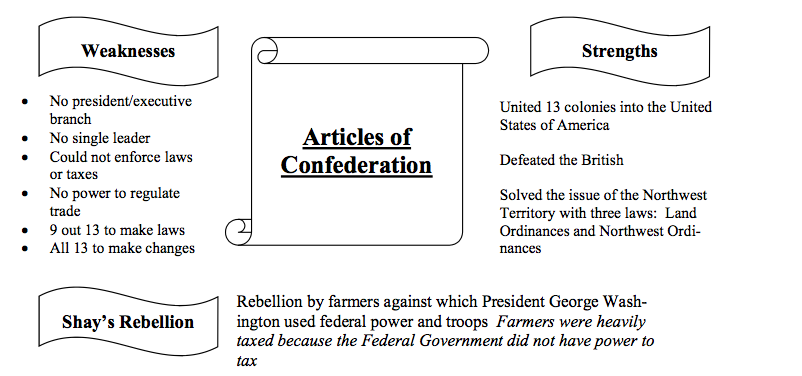 Weaknesses
• No president/executive
branch
• No single leader
• Could not enforce laws
or taxes
• No power to regulate
trade
• 9 out 13 to make laws
• All 13 to make changes
Articles of
Confederation
Strengths
United 13 colonies into the United
States of America
Defeated the British
Solved the issue of the Northwest
Territory with three laws:  Land
Ordinances and Northwest Ordi-
nances
Shay's Rebellion
Rebellion by farmers against which President George Wash-
ington used federal power and troops  Farmers were heavily
taxed because the Federal Government did not have power to
tax